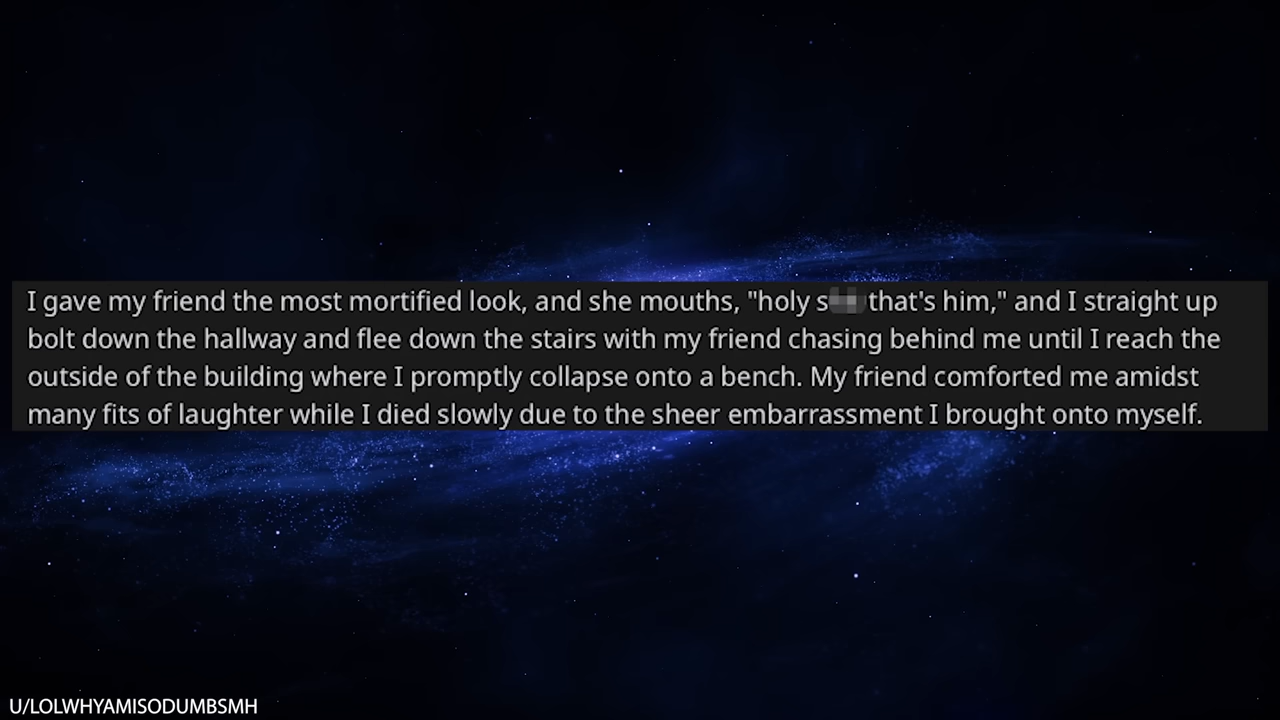 I gave my friend the most mortified look, and she mouths, "holy s that's him," and I straight up
bolt down the hallway and flee down the stairs with my friend chasing behind me until I reach the
outside of the building where I promptly collapse onto a bench. My friend comforted me amidst
many fits of laughter while I died slowly due to the sheer embarrassment I brought onto myself.
U/LOLWHYAMISODUMBSMH